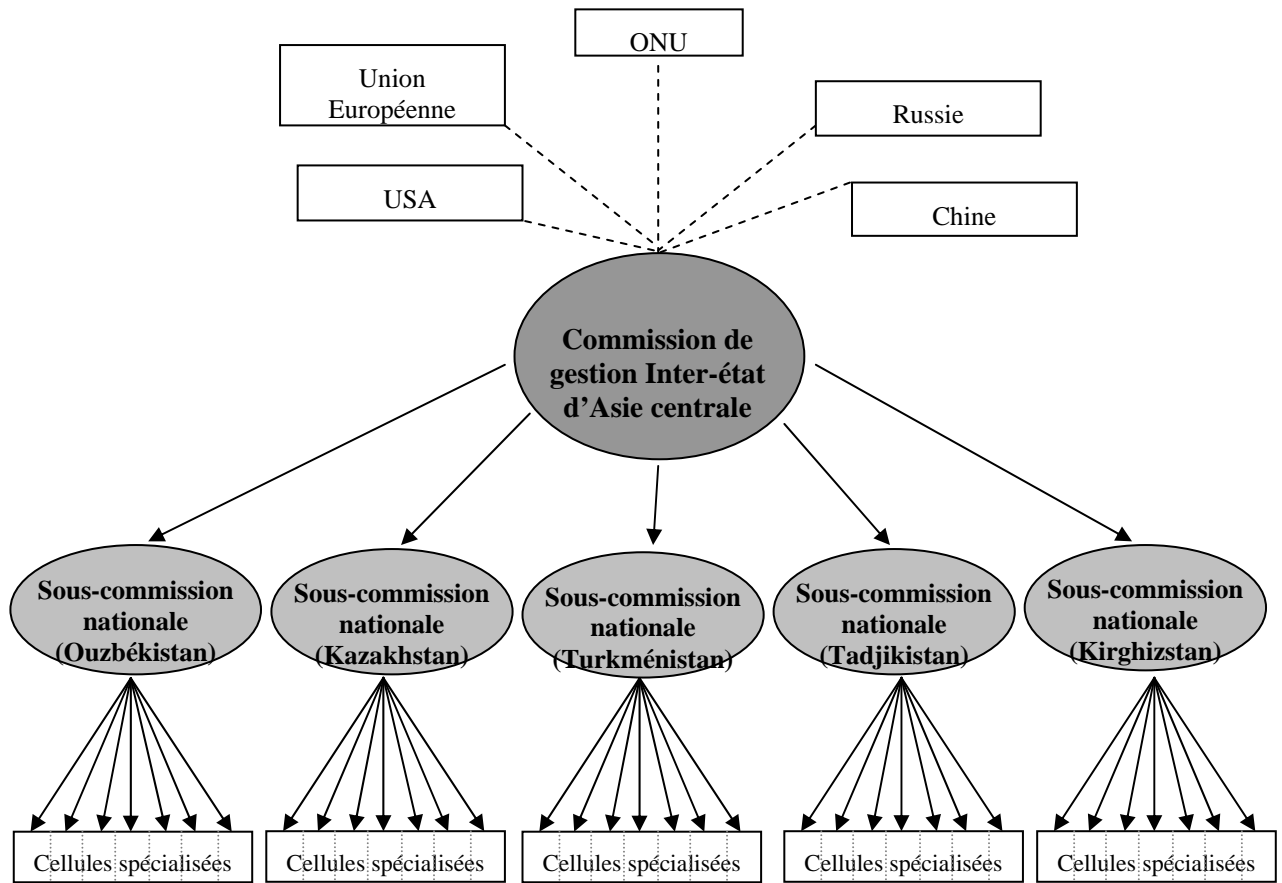 ONU
Union
Européenne
Russie
USA
Chine
Commission de
gestion Inter-état
d’Asie centrale
Sous-commission
nationale
(Ouzbékistan)
Sous-commission
nationale
(Kazakhstan)
Sous-commission
nationale
(Turkménistan)
Sous-commission
nationale
(Tadjikistan)
Sous-commission
nationale
(Kirghizstan)
Cellules spécialisées
Cellules spécialisées
Cellules spécialisées
Cellules spécialisées
Cellules spécialisées